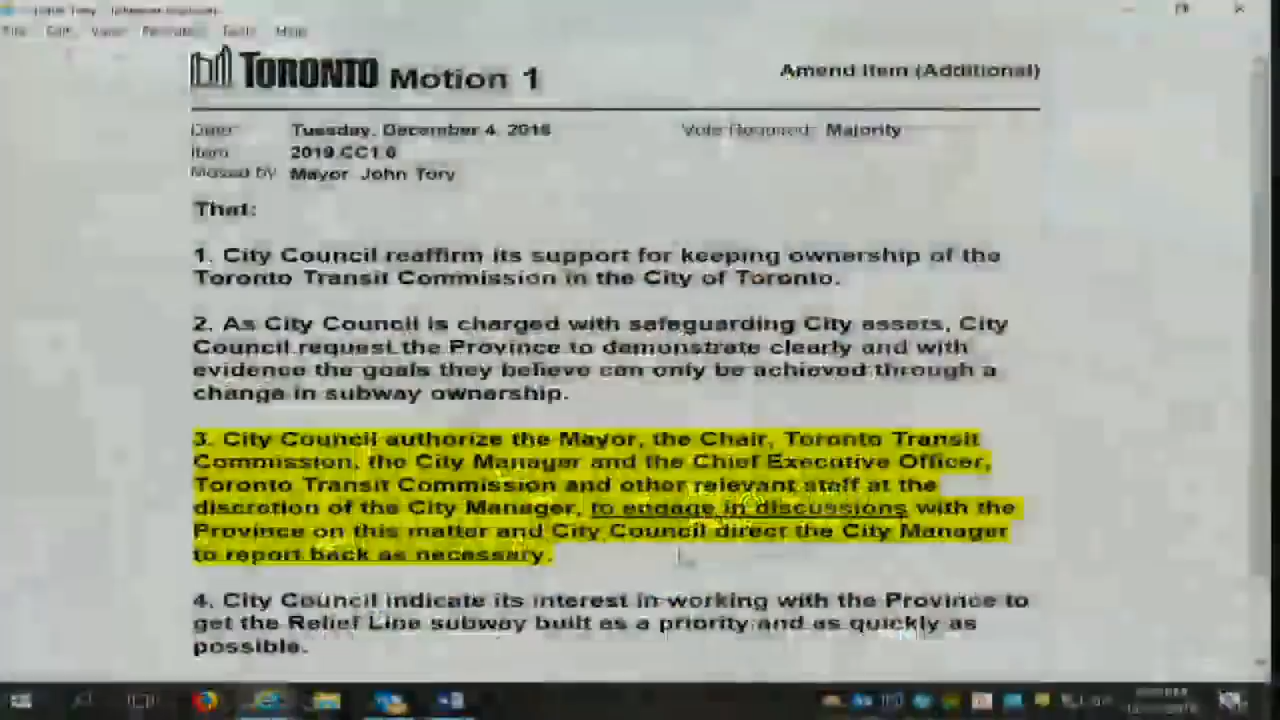 TORONTO Motion 1
Amend Item (Additional)
Date: Tuesday, December 4, 2018
Vote Required: Majority
Item 2019.CC1.6
Moved by Mayor John Tory
That:
1. City Council reaffirm its support for keeping ownership of the
Toronto Transit Commission in the City of Toronto.
2. As City Council is charged with safeguarding City assets, City
Council request the Province to demonstrate clearly and with
evidence the goals they believe can only be achieved through a
change in subway ownership.
3. City Council authorize the Mayor, the Chair, Toronto Transit
Commission, the City Manager and the Chief Executive Officer,
Toronto Transit Commission and other relevant staff at the
discretion of the City Manager, to engage in discussions with the
Province on this matter and City Council direct the City Manager
to report back as necessary.
4. City Council indicate its interest in working with the Province to
get the Relief Line subway built as a priority and as quickly as
possible.